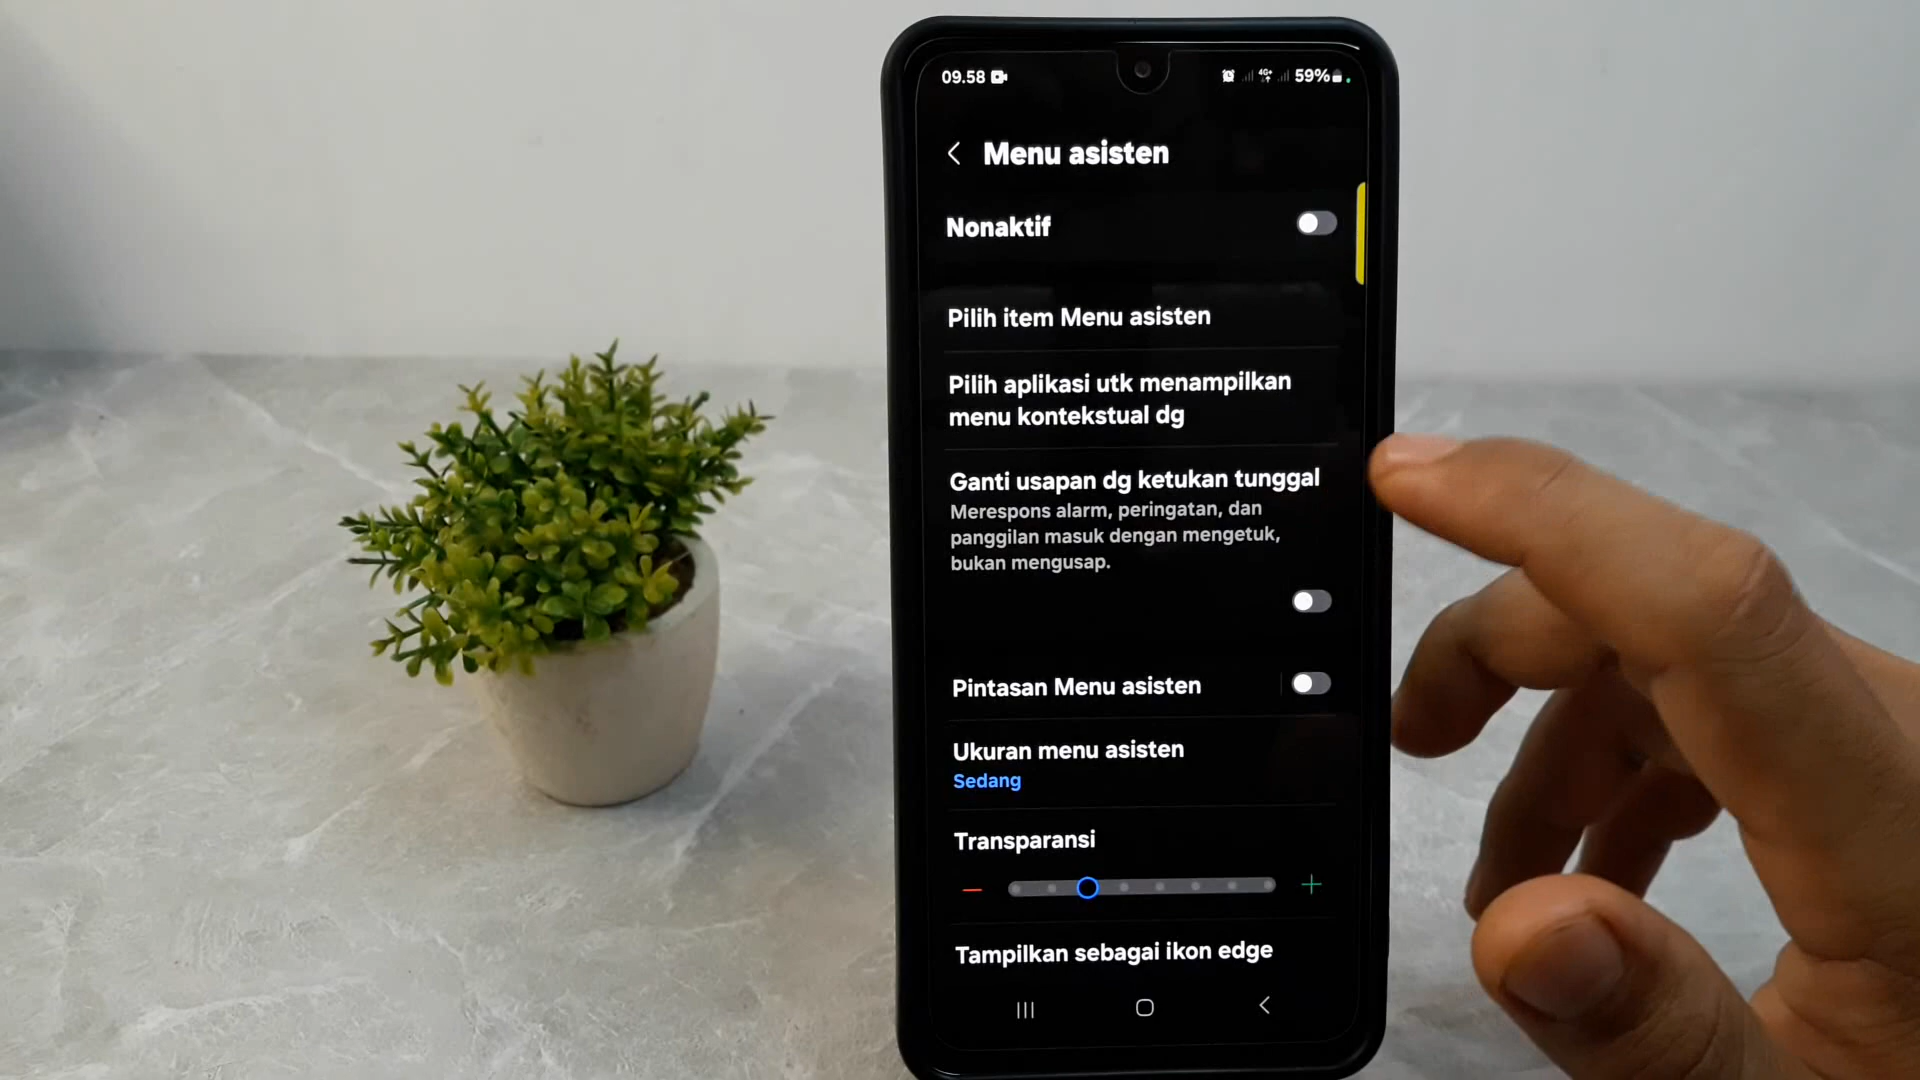 09.58
4G+
59%
Menu asisten
Nonaktif
Pilih item Menu asisten
Pilih aplikasi utk menampilkan
menu kontekstual dg
Ganti usapan dg ketukan tunggal
Merespons alarm, peringatan, dan
panggilan masuk dengan mengetuk,
bukan mengusap.
Pintasan Menu asisten
Ukuran menu asisten
Sedang
Transparansi
Tampilkan sebagai ikon edge